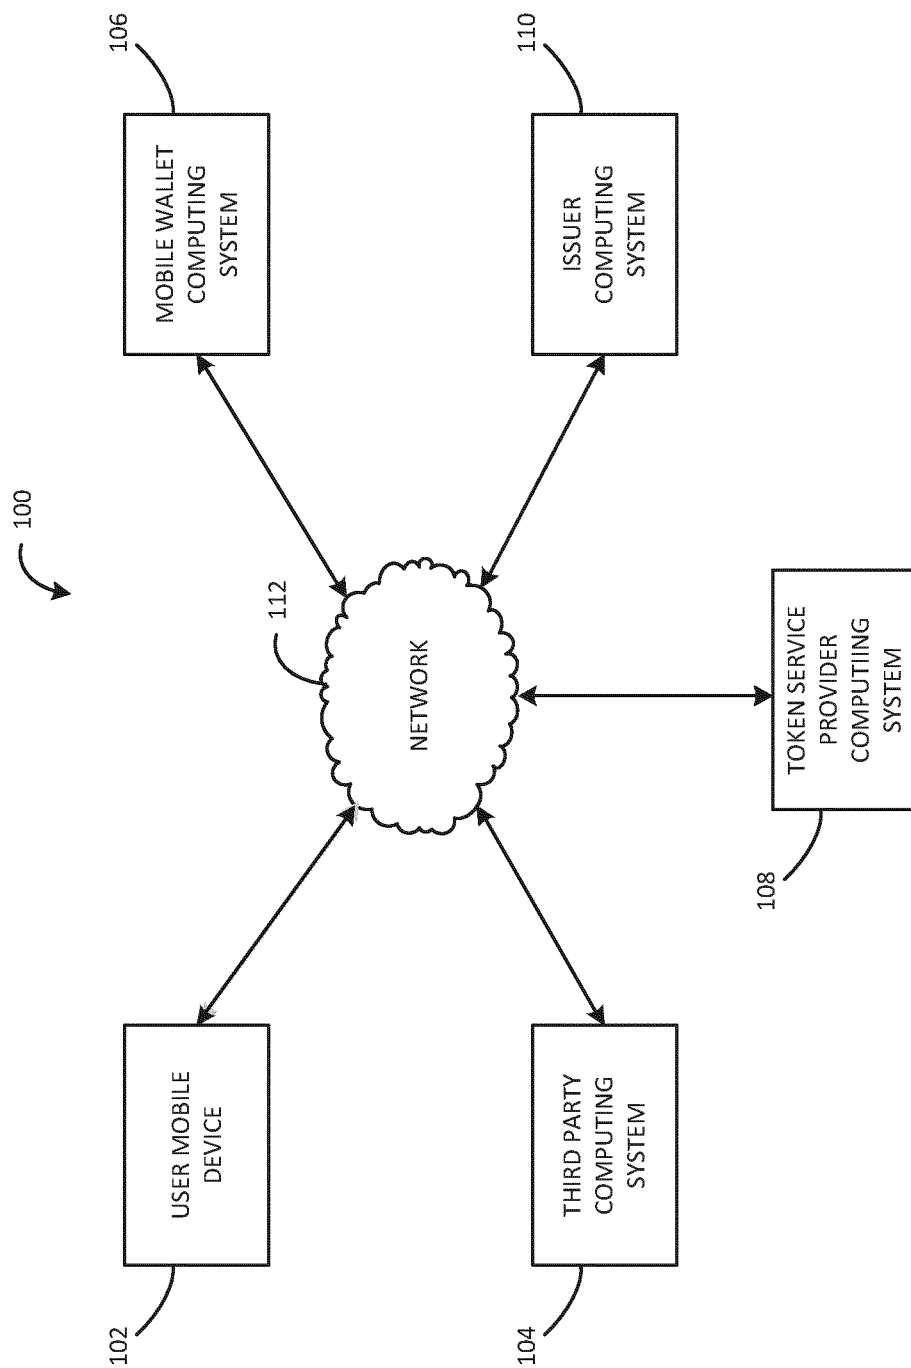 100
102
USER MOBILE
DEVICE
106
MOBILE WALLET
COMPUTING
SYSTEM
112
NETWORK
104
THIRD PARTY
COMPUTING
SYSTEM
110
ISSUER
COMPUTING
SYSTEM
108
TOKEN SERVICE
PROVIDER
COMPUTIING
SYSTEM